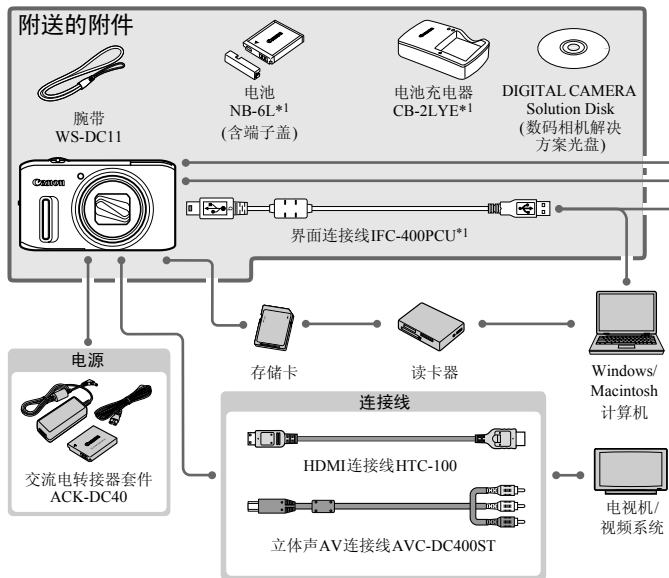 附送的附件
腕带
WS-DC11
电池
NB-6L*1
(含端子盖)
电池充电器
CB-2LYE*1
DIGITAL CAMERA
Solution Disk
(数码相机解决
方案光盘)
Canon
界面连接线IFC-400PCU*1
存储卡
读卡器
Windows/
Macintosh
计算机
电源
交流电转接器套件
ACK-DC40
连接线
HDMI连接线HTC-100
立体声AV连接线AVC-DC400ST
电视机/
视频系统